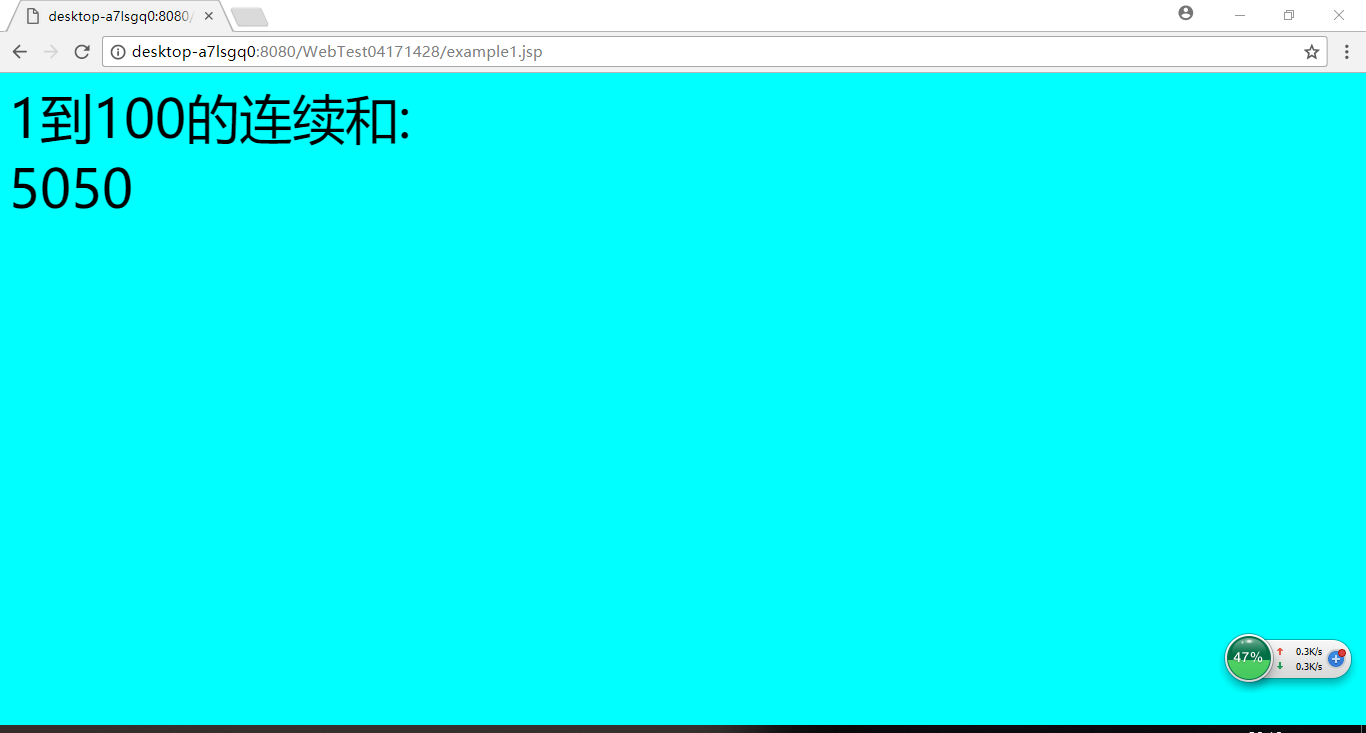 desktop-a7lsgq0:8080/
desktop-a7lsgq0:8080/WebTest04171428/example1.jsp
1到100的连续和:
5050
47%
0.3K/s
0.3K/s